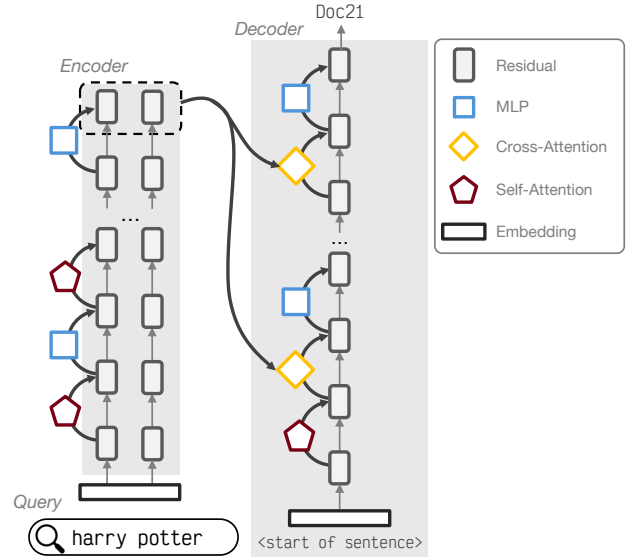 Doc21
Decoder
Encoder
Residual
MLP
Cross-Attention
Self-Attention
Embedding
...
...
Query
harry potter
<start of sentence>